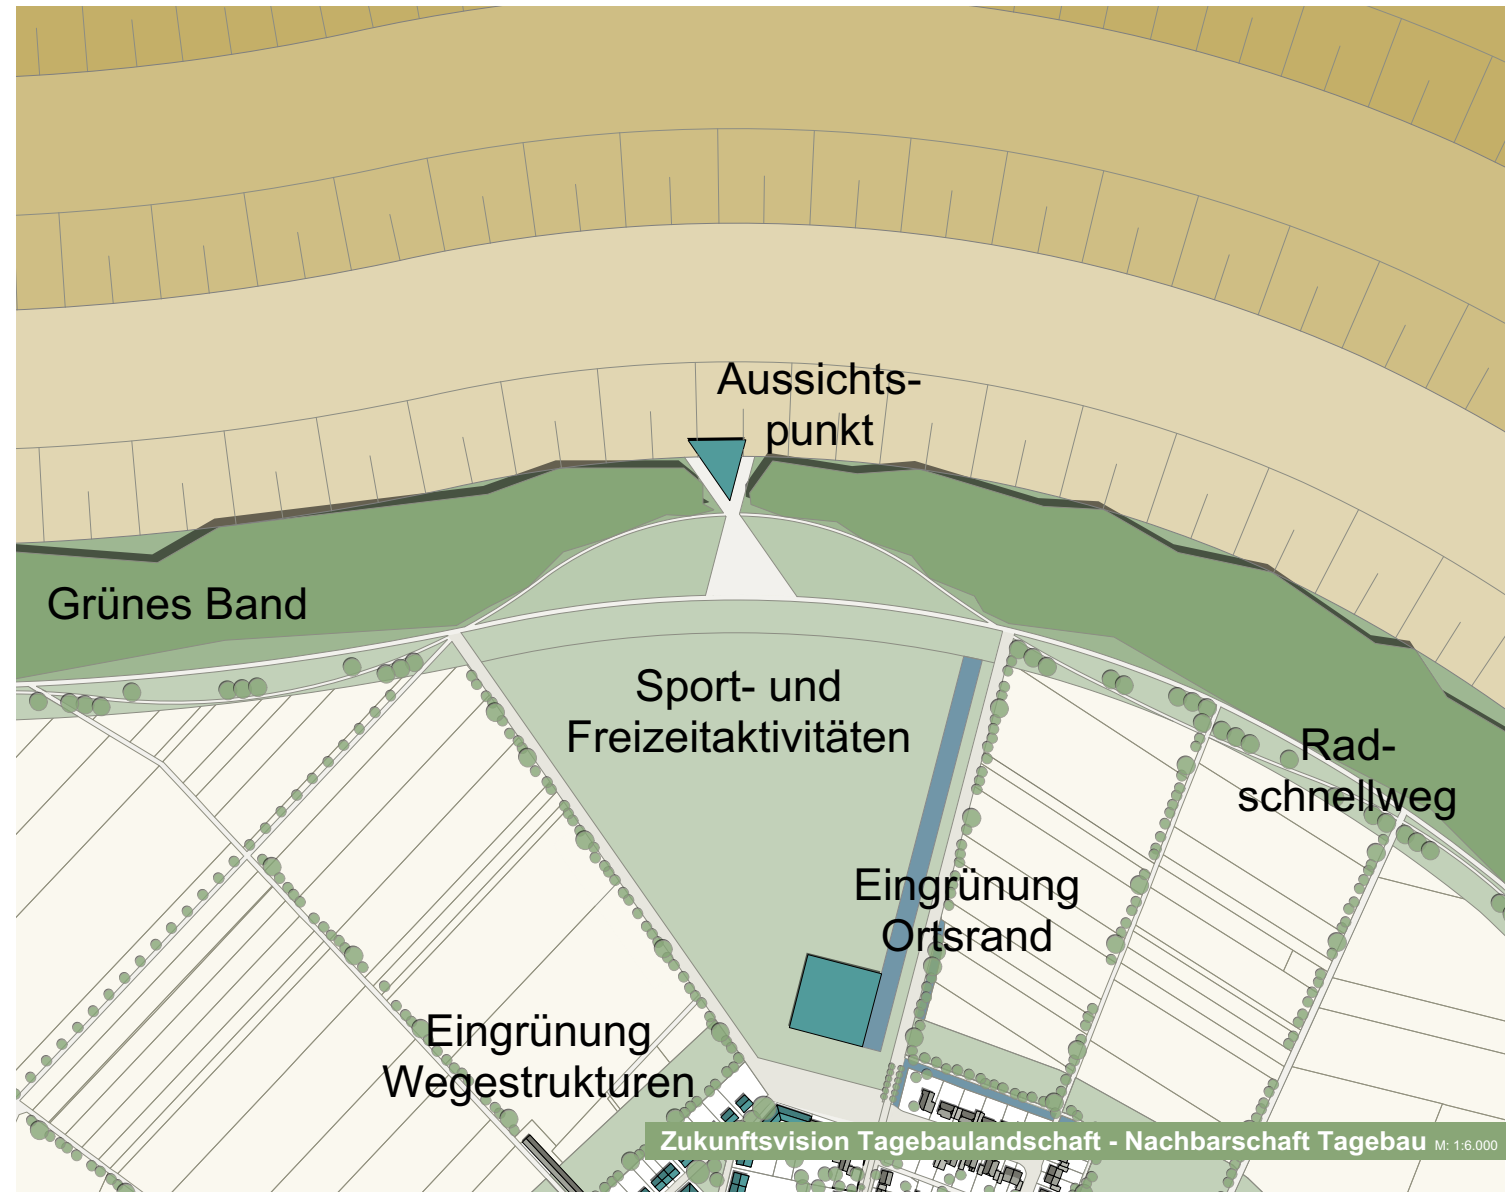 Aussichts-
punkt
Grünes Band
Sport- und
Freizeitaktivitäten
Rad-
schnellweg
Eingrünung
Ortsrand
Eingrünung
Wegestrukturen
Zukunftsvision Tagebaulandschaft - Nachbarschaft Tagebau M: 1:6.000